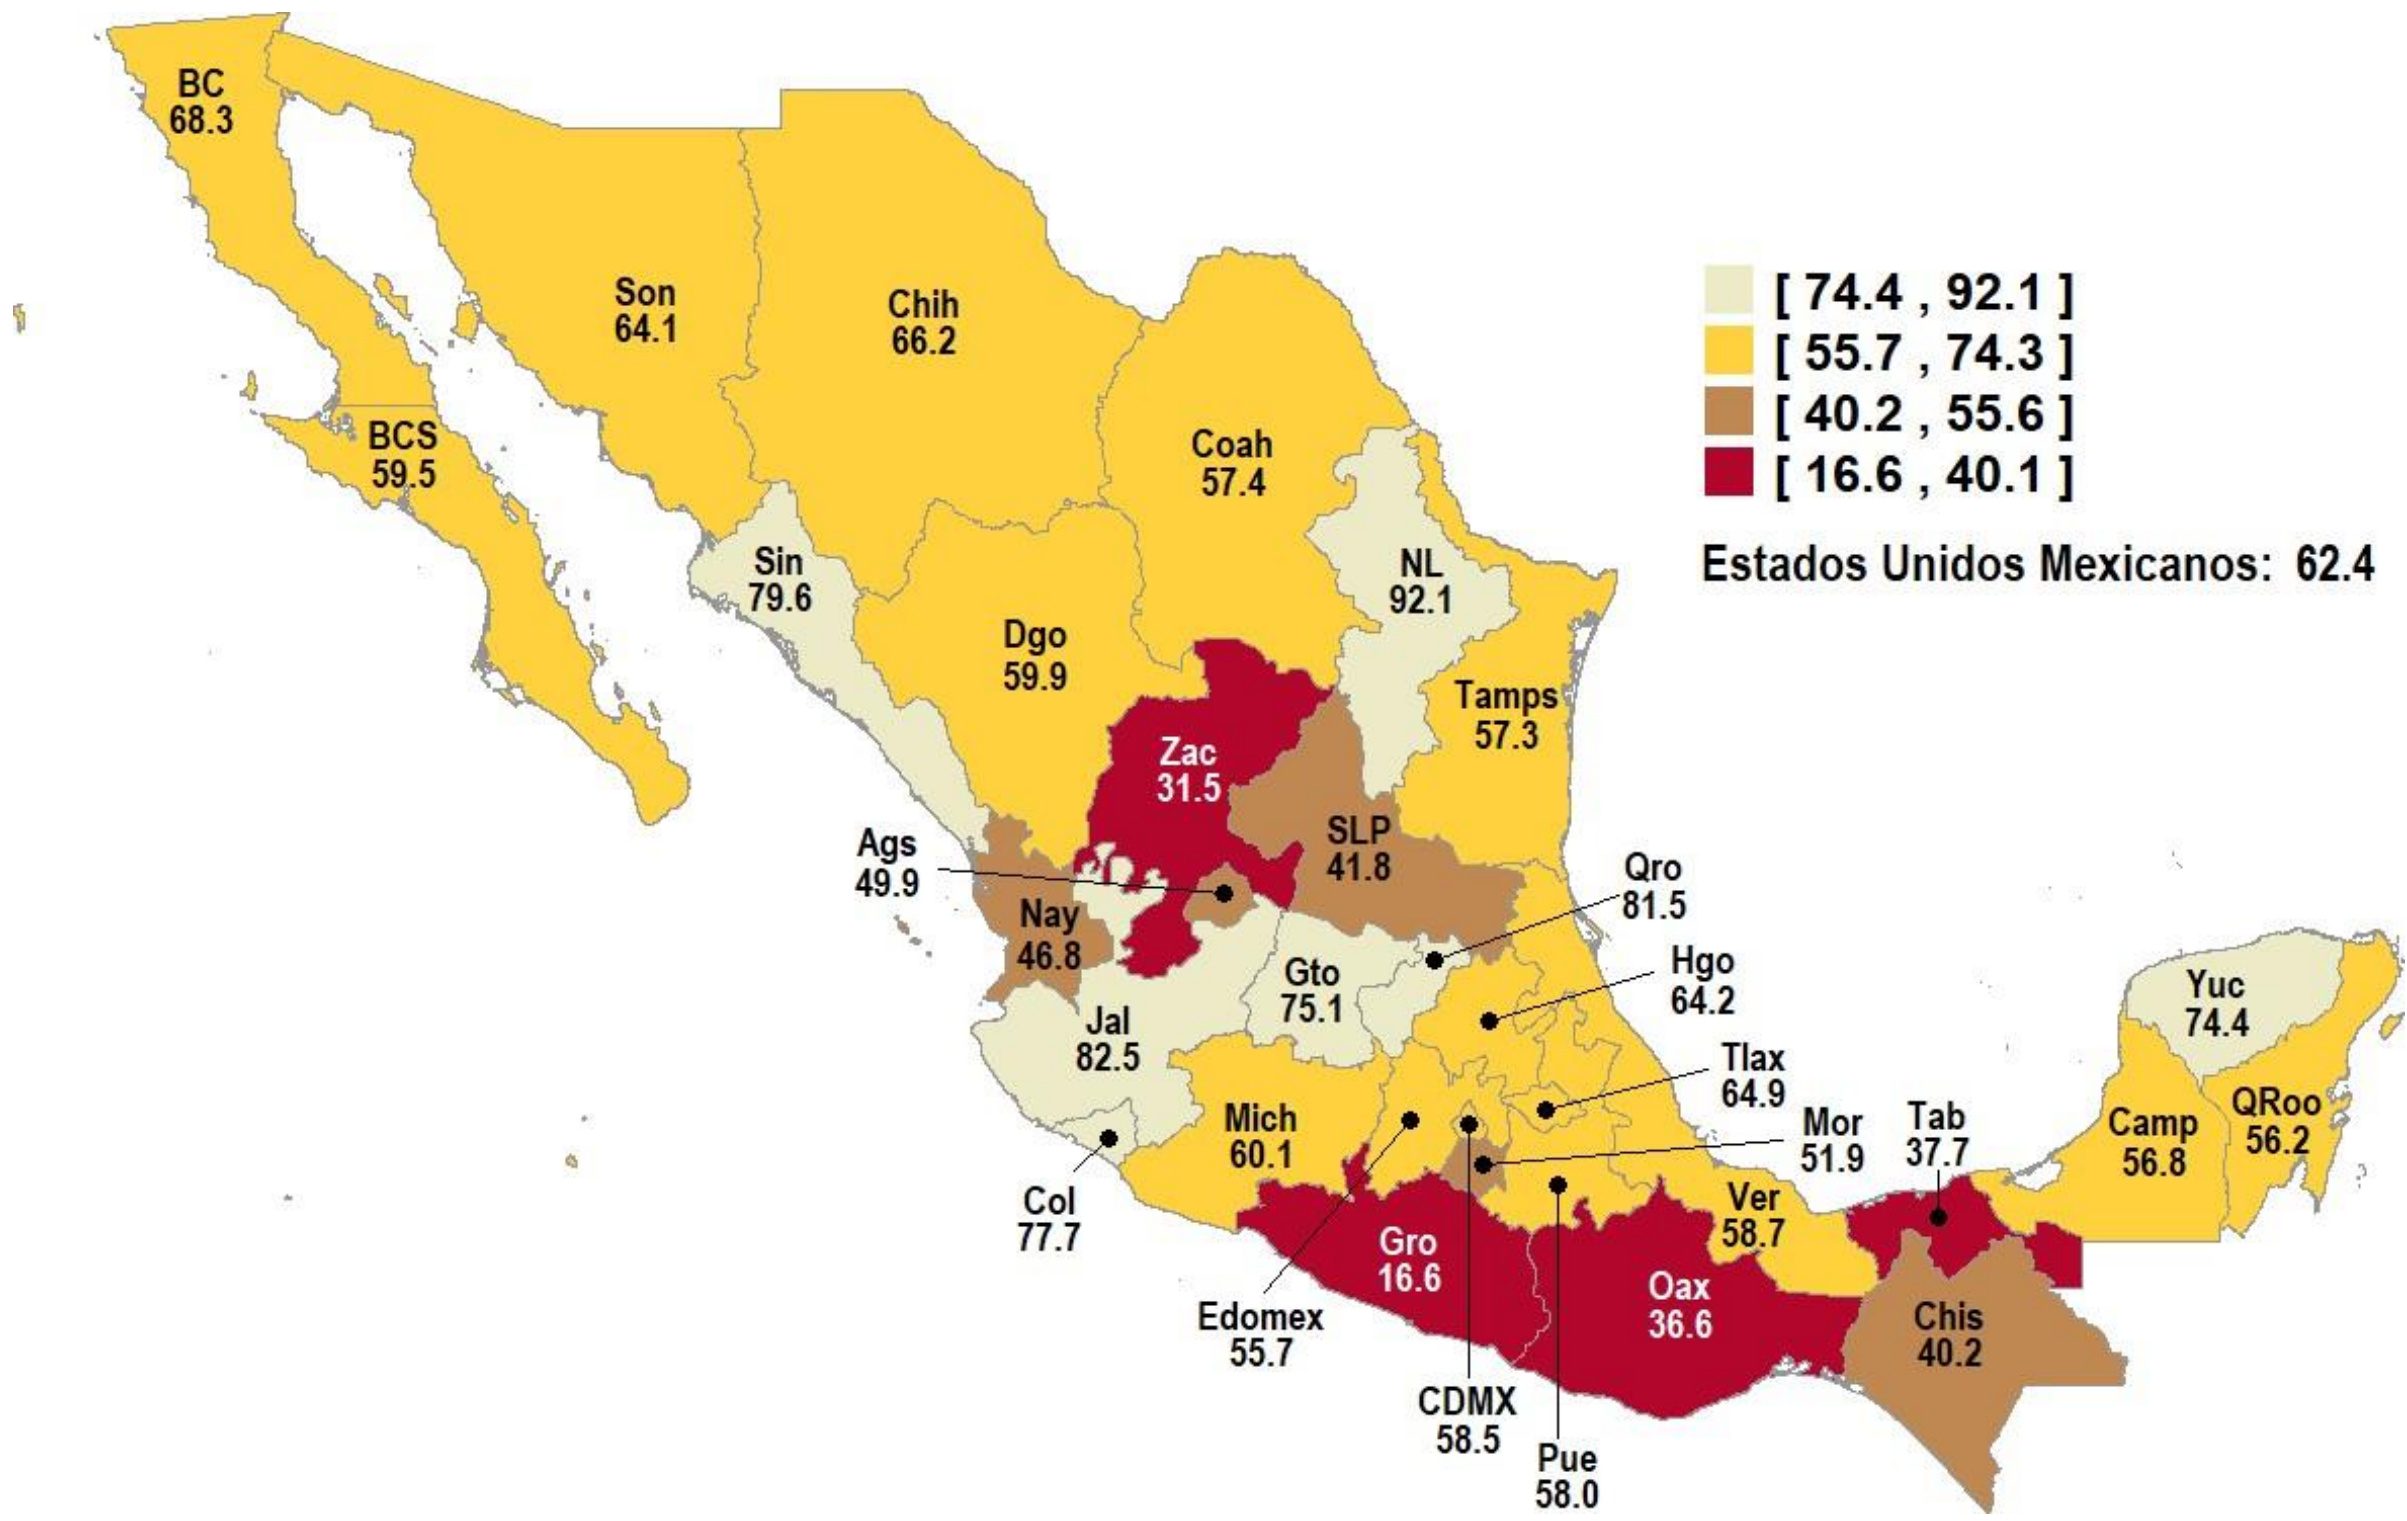 BC
68.3
Son
64.1
Chih
66.2
[ 74.4 , 92.1 ]
[ 55.7 , 74.3 ]
[ 40.2 , 55.6 ]
[ 16.6 , 40.1 ]
Estados Unidos Mexicanos: 62.4
BCS
59.5
Coah
57.4
Sin
79.6
NL
92.1
Dgo
59.9
Tamps
57.3
Zac
31.5
Ags
49.9
SLP
41.8
Qro
81.5
Nay
46.8
Gto
75.1
Hgo
64.2
Yuc
74.4
Jal
82.5
Tlax
64.9
Mich
60.1
Mor
51.9
Tab
37.7
Camp
56.8
QRoo
56.2
Col
77.7
Ver
58.7
Gro
16.6
Oax
36.6
Chis
40.2
Edomex
55.7
CDMX
58.5
Pue
58.0